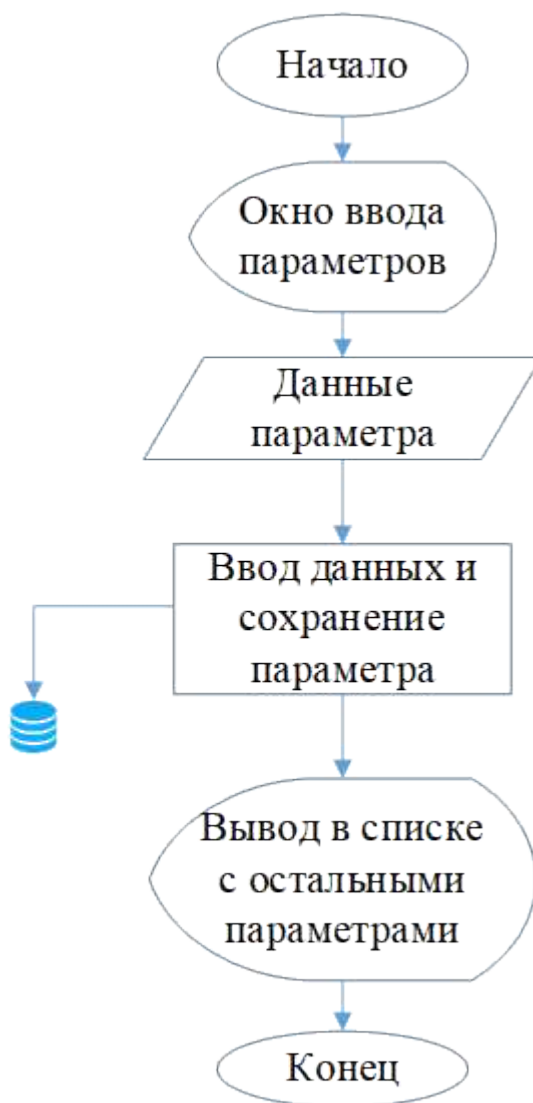 Начало
Окно ввода
параметров
Данные
параметра
Ввод данных и
сохранение
параметра
Вывод в списке
с остальными
параметрами
Конец